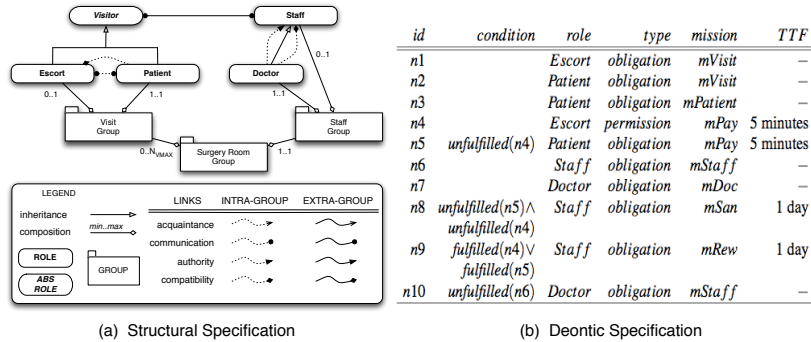 Visitor
Staff
Escort
Patient
Doctor
0..1
0..1
1..1
1..1
Visit
Group
Staff
Group
Surgery Room
Group
0..N VMAX
1..1
LEGEND
inheritance
composition
min..max
ROLE
ABS
ROLE
GROUP
LINKS INTRA-GROUP EXTRA-GROUP
acquaintance
communication
authority
compatibility
(a) Structural Specification
id condition role type mission TTF
n1 Escort obligation mVisit –
n2 Patient obligation mVisit –
n3 Patient obligation mPatient –
n4 Escort permission mPay 5 minutes
n5 unfulfilled(n4) Patient obligation mPay 5 minutes
n6 Staff obligation mStaff –
n7 Doctor obligation mDoc –
n8 unfulfilled(n5)∧ Staff obligation mSan 1 day
unfulfilled(n4)
n9 fulfilled(n4)∨ Staff obligation mRew 1 day
fulfilled(n5)
n10 unfulfilled(n6) Doctor obligation mStaff –
(b) Deontic Specification